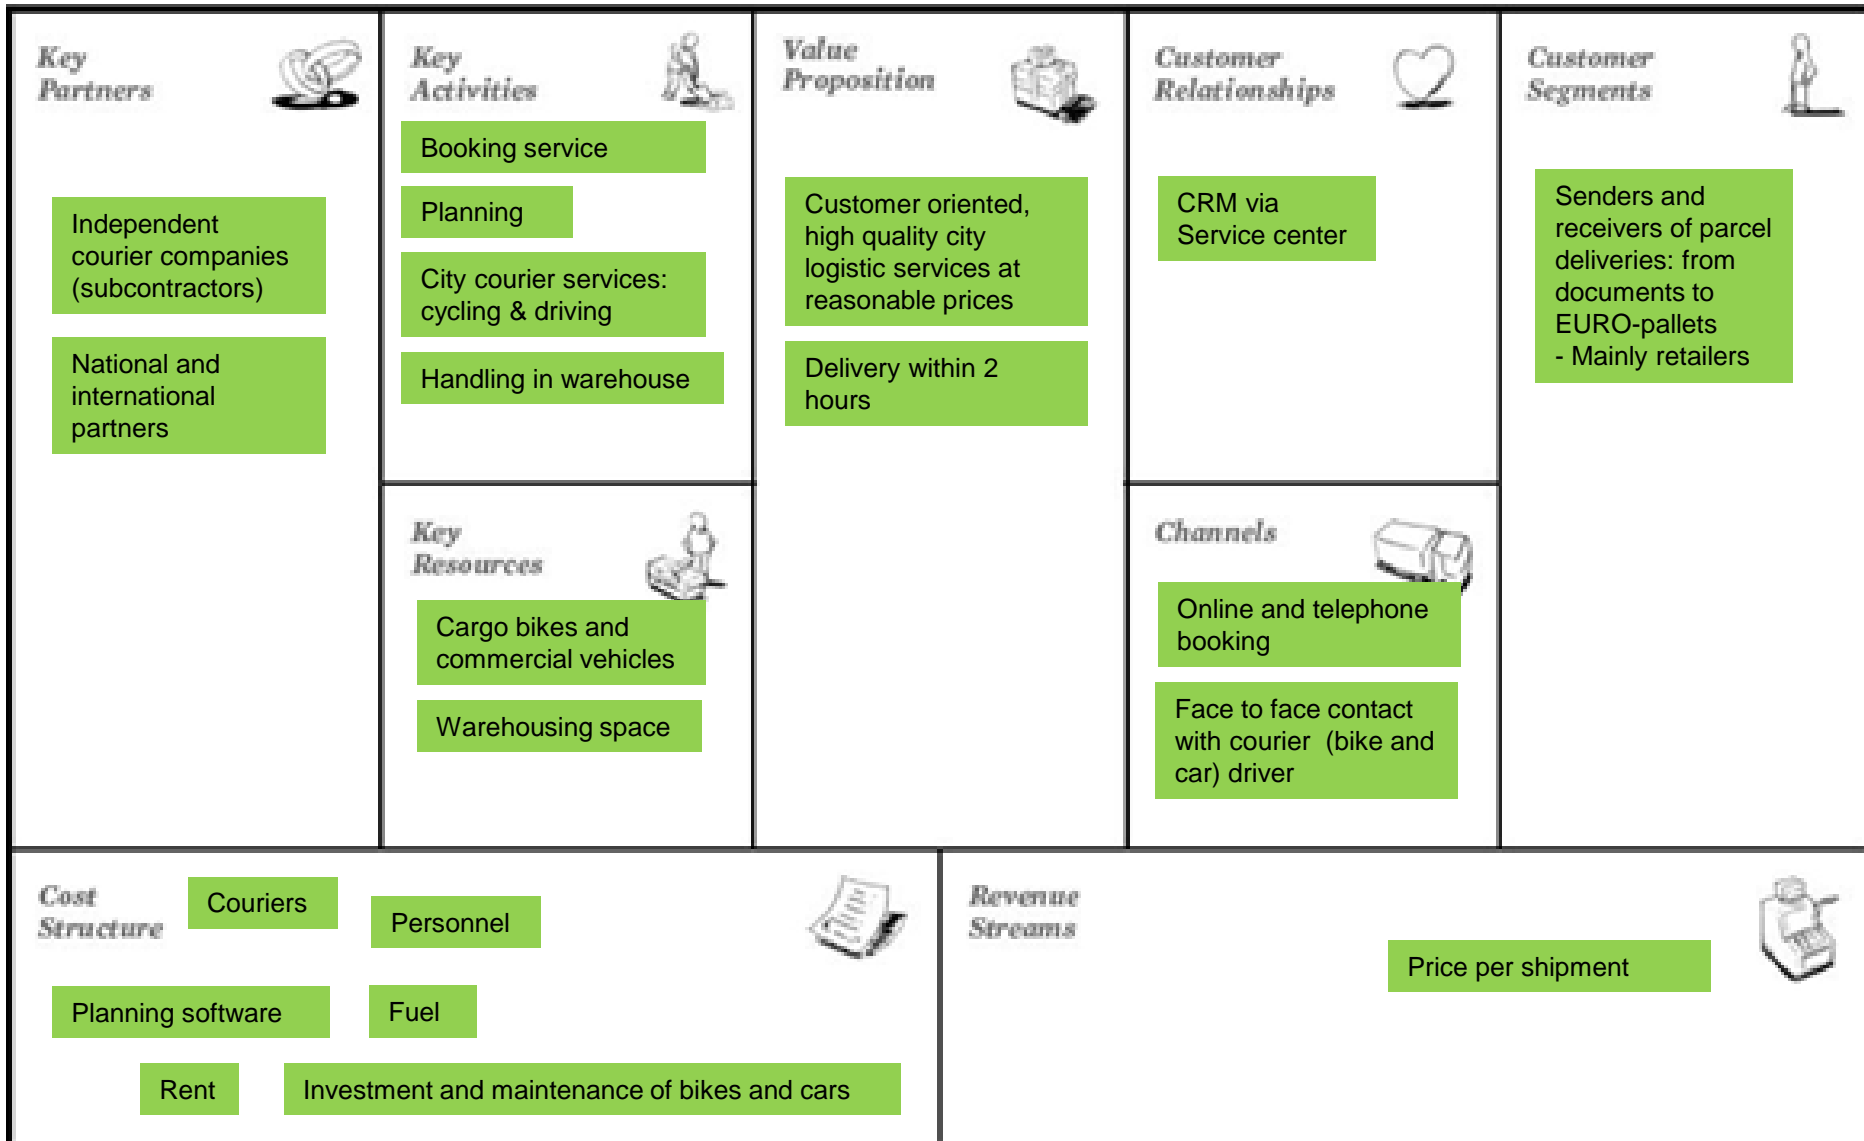 Key
Partners
Independent
courier companies
(subcontractors)
National and
international
partners
Key
Activities
Booking service
Planning
City courier services:
cycling & driving
Handling in warehouse
Key
Resources
Cargo bikes and
commercial vehicles
Warehousing space
Value
Proposition
Customer oriented,
high quality city
logistic services at
reasonable prices
Delivery within 2
hours
Customer
Relationships
CRM via
Service center
Channels
Online and telephone
booking
Face to face contact
with courier (bike and
car) driver
Customer
Segments
Senders and
receivers of parcel
deliveries: from
documents to
EURO-pallets
- Mainly retailers
Cost
Structure
Couriers
Personnel
Planning software
Fuel
Rent
Investment and maintenance of bikes and cars
Revenue
Streams
Price per shipment